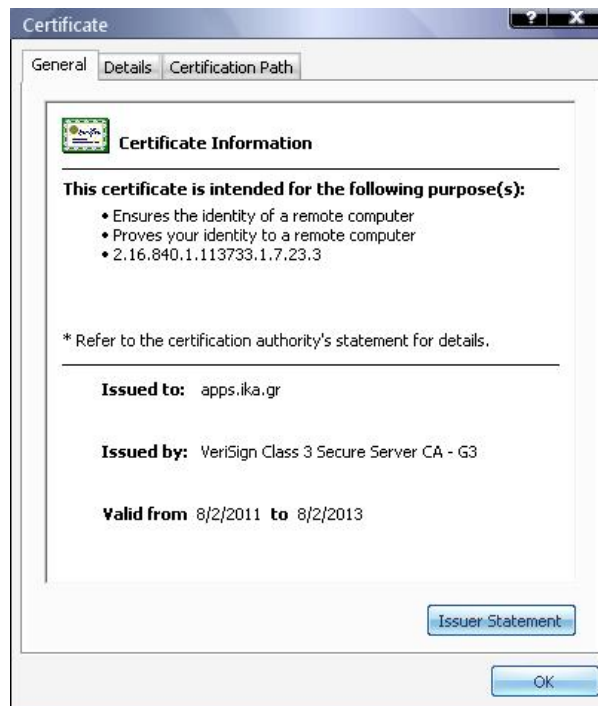 Certificate
? X
General Details Certification Path
Certificate Information
This certificate is intended for the following purpose(s):
• Ensures the identity of a remote computer
• Proves your identity to a remote computer
• 2.16.840.1.113733.1.7.23.3
* Refer to the certification authority's statement for details.
Issued to: apps.ika.gr
Issued by: VeriSign Class 3 Secure Server CA - G3
Valid from 8/2/2011 to 8/2/2013
Issuer Statement
OK